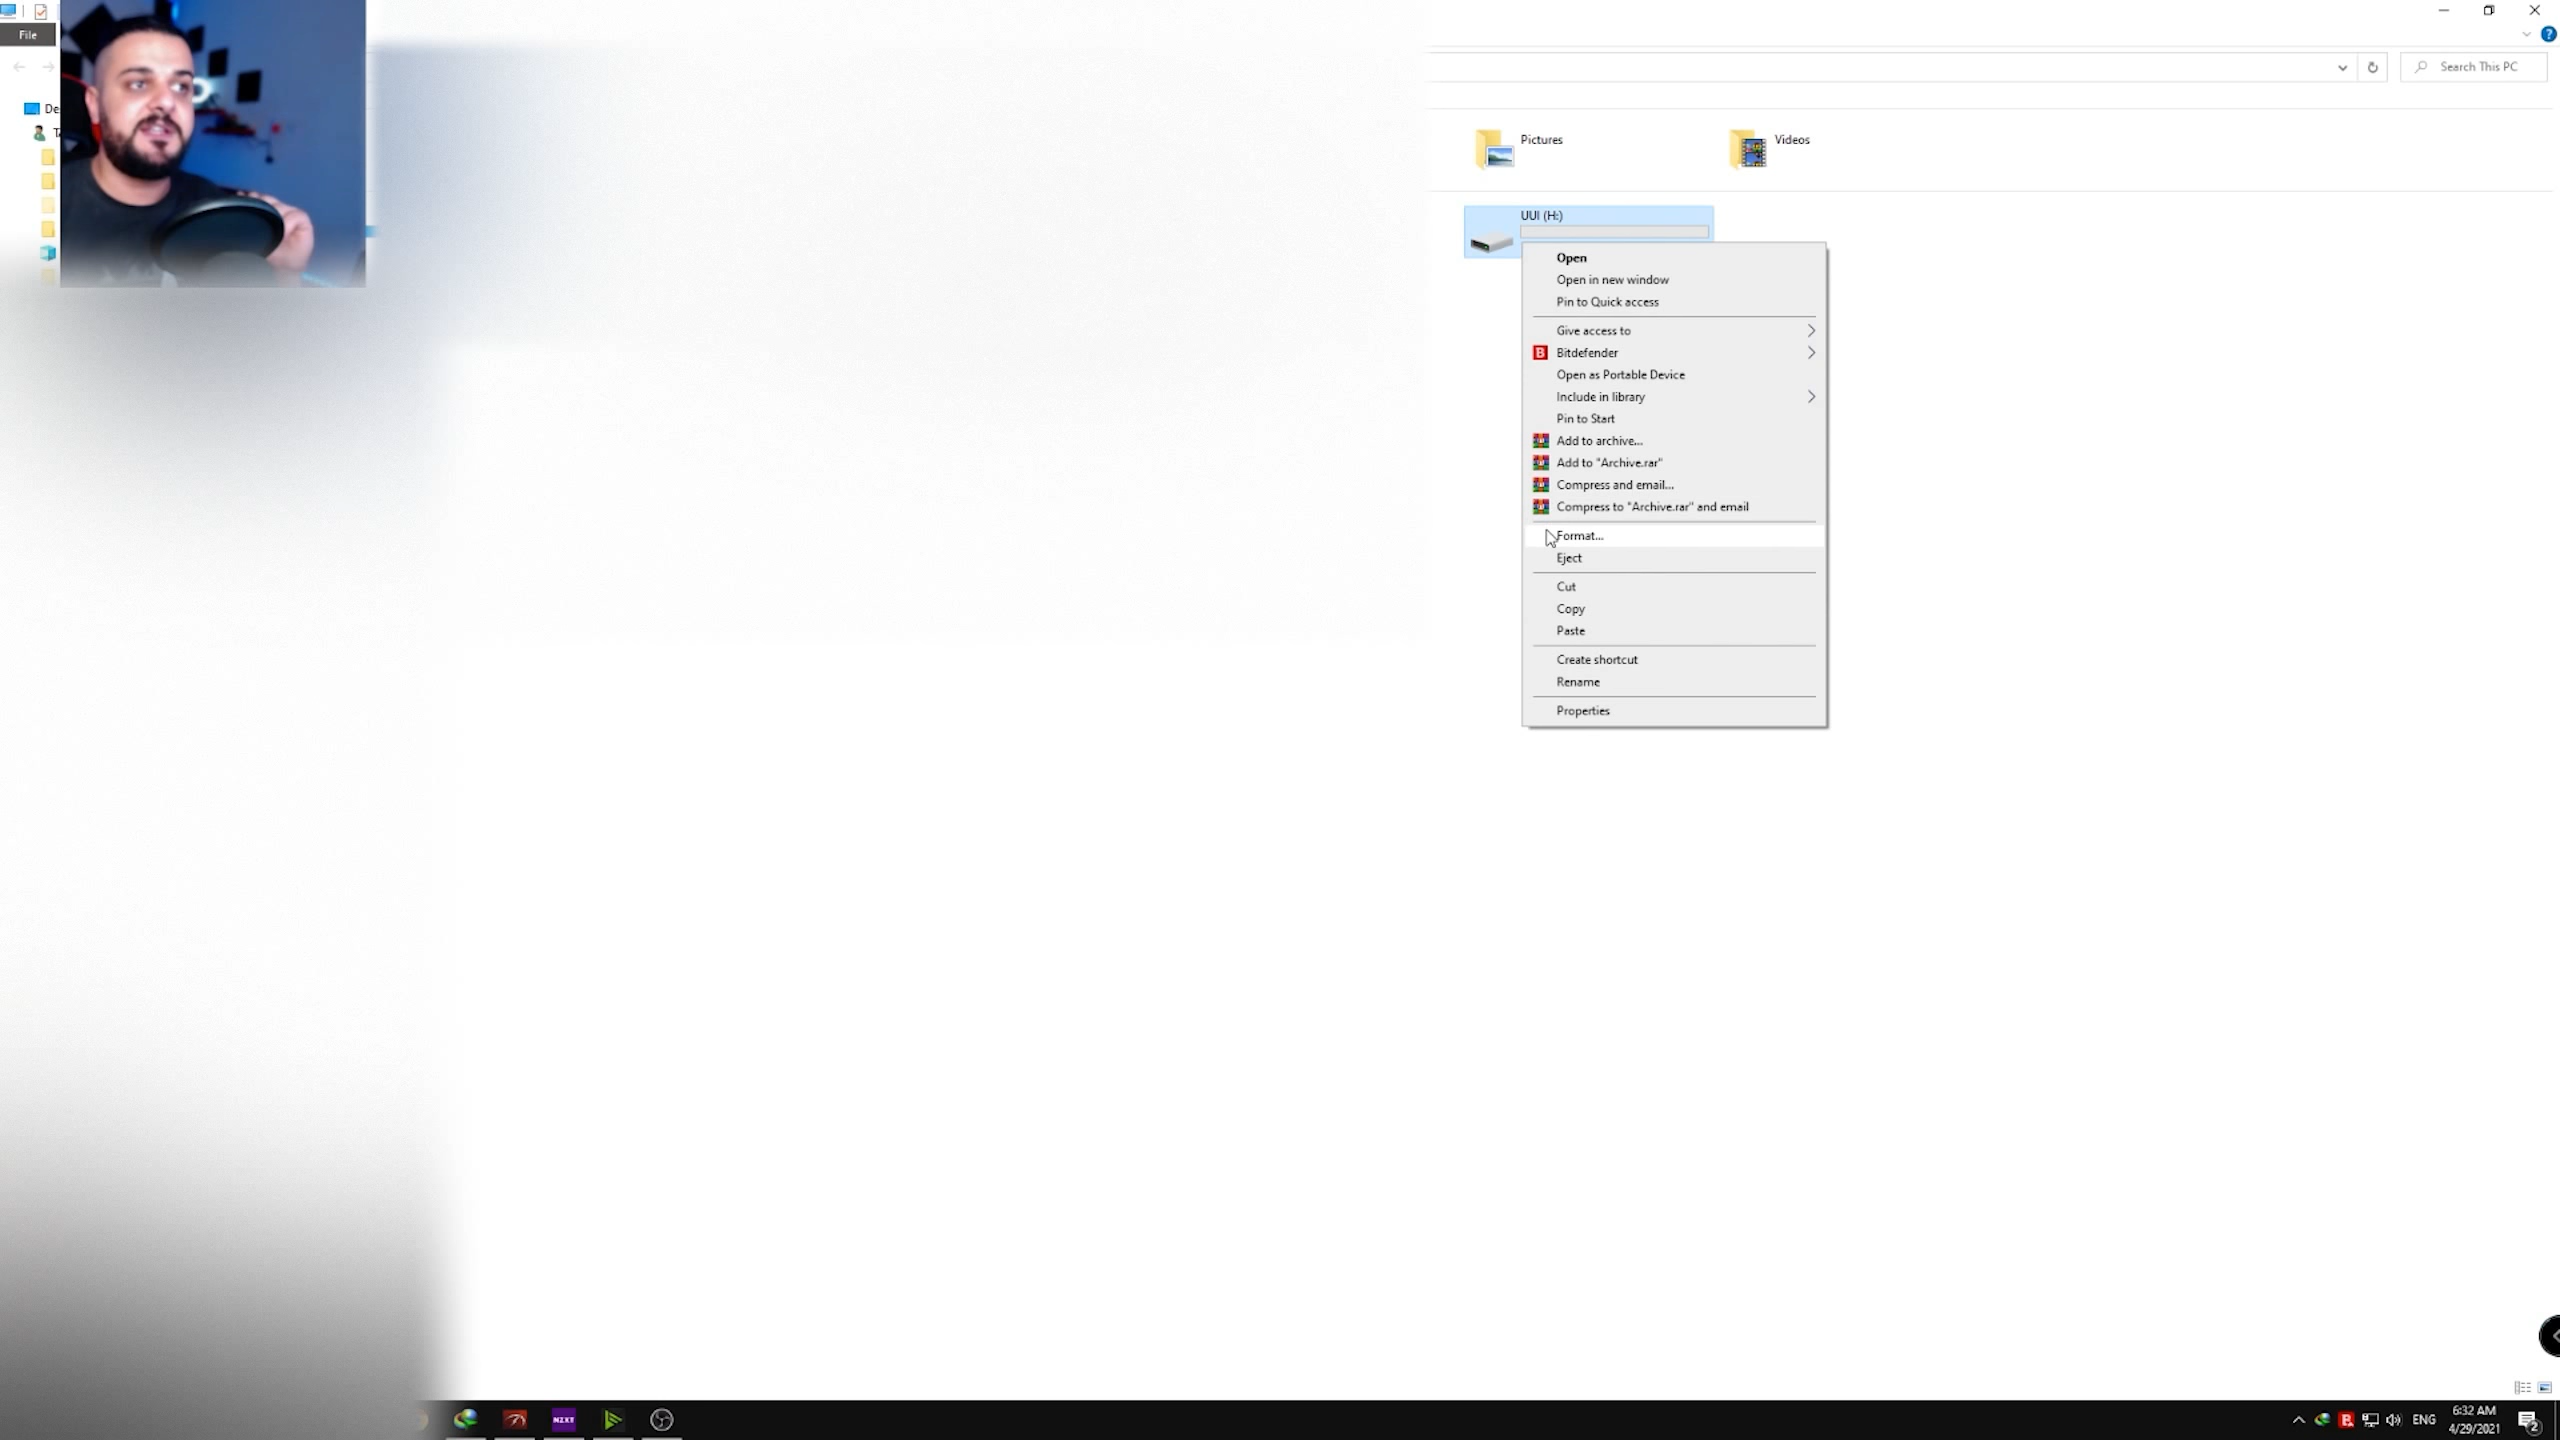 File
Search This PC
De
Pictures
Videos
UUI (H:)
Open
Open in new window
Pin to Quick access
Give access to
Bitdefender
Open as Portable Device
Include in library
Pin to Start
Add to archive...
Add to "Archive.rar"
Compress and email...
Compress to "Archive.rar" and email
Format...
Eject
Cut
Copy
Paste
Create shortcut
Rename
Properties
NZXT
ENG
6:32 AM
4/29/2021
2